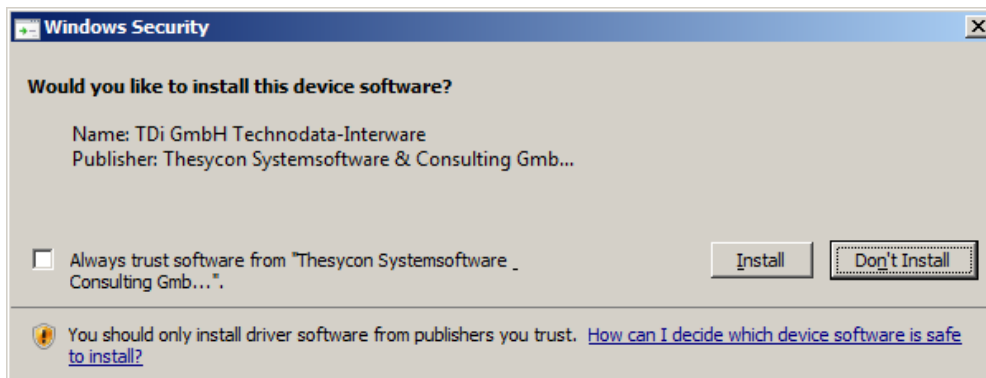 Windows Security
Would you like to install this device software?
Name: TDi GmbH Technodata-Interware
Publisher: Thesycon Systemsoftware & Consulting Gmb...
Always trust software from "Thesycon Systemsoftware _
Consulting Gmb...".
Install
Don't Install
You should only install driver software from publishers you trust. How can I decide which device software is safe
to install?